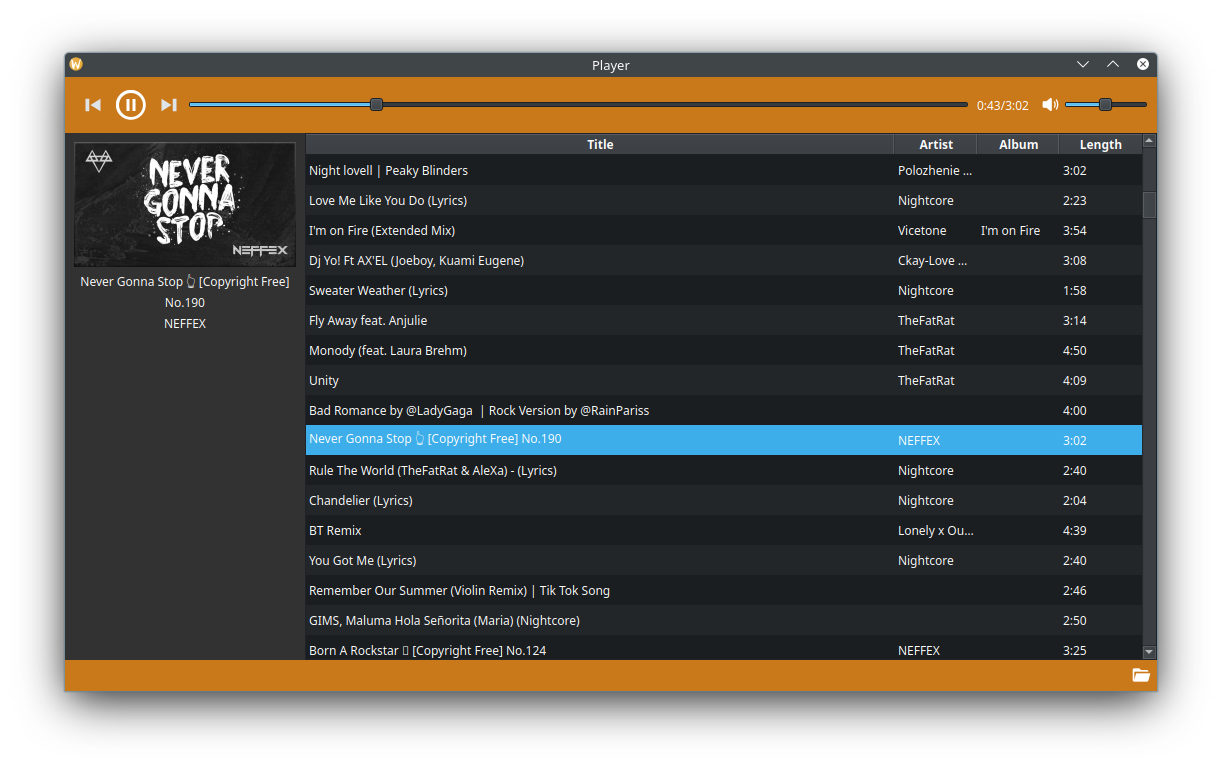 Player
0:43/3:02
NEVER
GONNA
STOP
NEFFEX
Never Gonna Stop 👆 [Copyright Free]
No.190
NEFFEX
Title Artist Album Length
Night lovell | Peaky Blinders Polozhenie ... 3:02
Love Me Like You Do (Lyrics) Nightcore 2:23
I'm on Fire (Extended Mix) Vicetone I'm on Fire 3:54
Dj Yo! Ft AX'EL (Joeboy, Kuami Eugene) Ckay-Love ... 3:08
Sweater Weather (Lyrics) Nightcore 1:58
Fly Away feat. Anjulie TheFatRat 3:14
Monody (feat. Laura Brehm) TheFatRat 4:50
Unity TheFatRat 4:09
Bad Romance by @LadyGaga | Rock Version by @RainPariss 4:00
Never Gonna Stop 👆 [Copyright Free] No.190 NEFFEX 3:02
Rule The World (TheFatRat & AleXa) - (Lyrics) Nightcore 2:40
Chandelier (Lyrics) Nightcore 2:04
BT Remix Lonely x Ou... 4:39
You Got Me (Lyrics) Nightcore 2:40
Remember Our Summer (Violin Remix) | Tik Tok Song 2:46
GIMS, Maluma Hola Señorita (Maria) (Nightcore) 2:50
Born A Rockstar ▯ [Copyright Free] No.124 NEFFEX 3:25